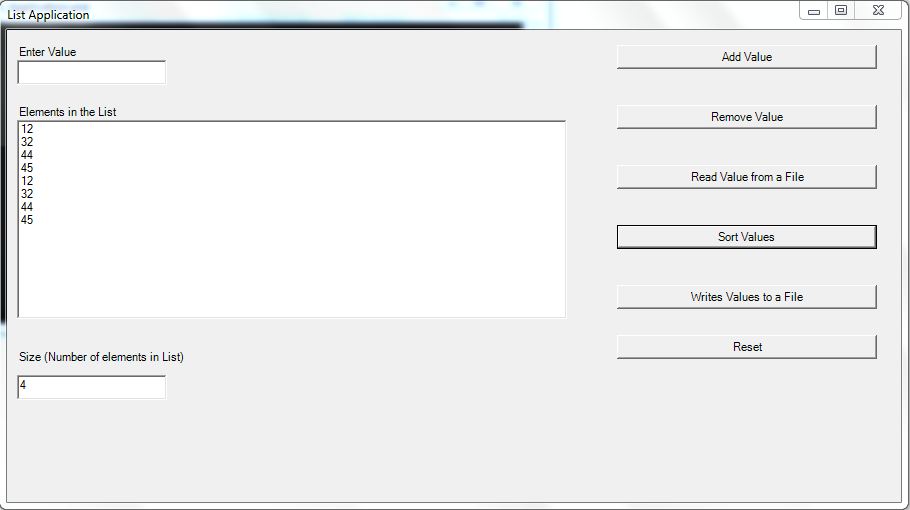 List Application
Enter Value
Add Value
Elements in the List
Remove Value
12
32
44
45
12
32
44
45
Read Value from a File
Sort Values
Writes Values to a File
Reset
Size (Number of elements in List)
4